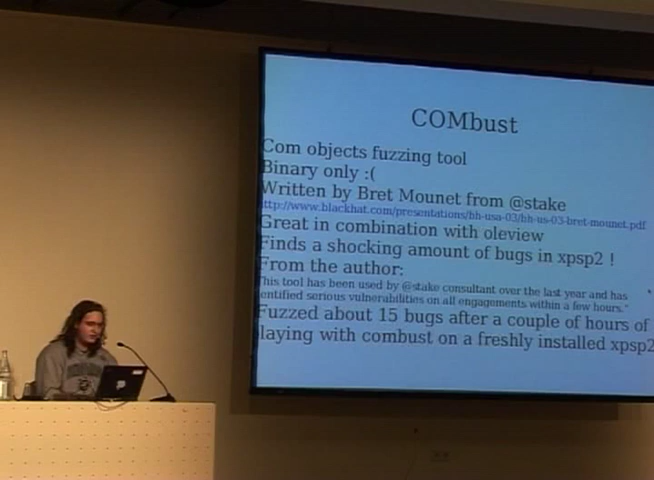 COMbust
Com objects fuzzing tool
Binary only :(
Written by Bret Mounet from @stake
http://www.blackhat.com/presentations/bh-usa-03/bh-us-03-bret-mounet.pdf
Great in combination with oleview
Finds a shocking amount of bugs in xpsp2 !
From the author:
This tool has been used by @stake consultant over the last year and has
entified serious vulnerabilities on all engagements within a few hours."
Fuzzed about 15 bugs after a couple of hours of
laying with combust on a freshly installed xpsp2